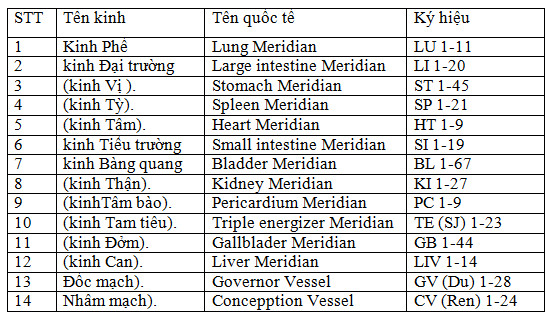 STT Tên kinh Tên quốc tế Ký hiệu
1 Kinh Phế Lung Meridian LU 1-11
2 kinh Đại trường Large intestine Meridian LI 1-20
3 (kinh Vị ). Stomach Meridian ST 1-45
4 (kinh Tỳ). Spleen Meridian SP 1-21
5 (kinh Tâm). Heart Meridian HT 1-9
6 kinh Tiểu trường Small intestine Meridian SI 1-19
7 kinh Bàng quang Bladder Meridian BL 1-67
8 (kinh Thận). Kidney Meridian KI 1-27
9 (kinhTâm bào). Pericardium Meridian PC 1-9
10 (kinh Tam tiêu). Triple energizer Meridian TE (SJ) 1-23
11 (kinh Đởm). Gallbladder Meridian GB 1-44
12 (kinh Can). Liver Meridian LIV 1-14
13 Đốc mạch). Governor Vessel GV (Du) 1-28
14 Nhâm mạch). Concepption Vessel CV (Ren) 1-24